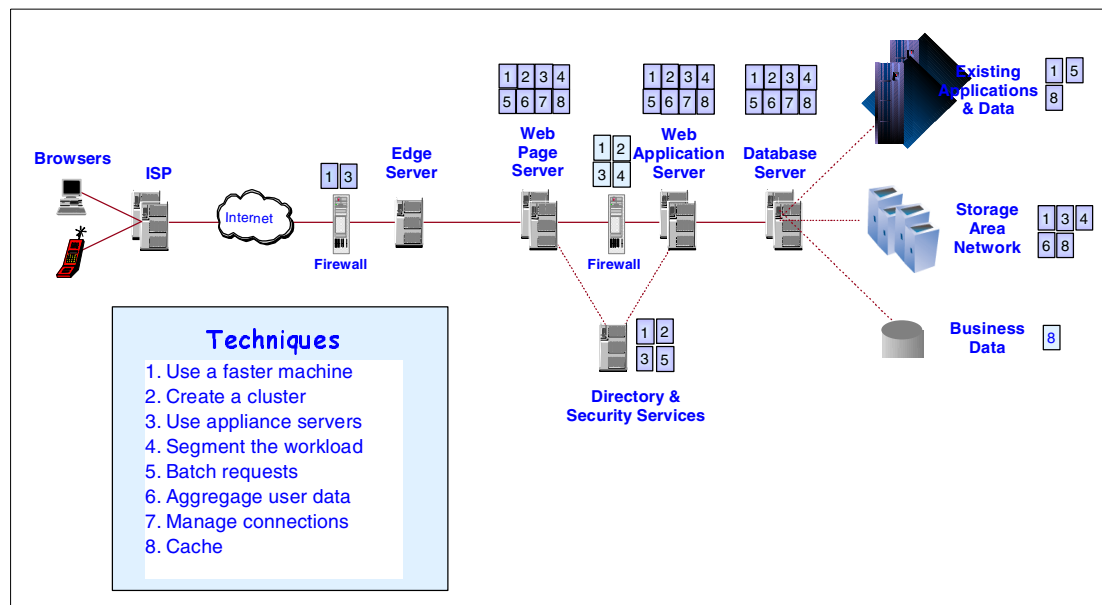 1 2 3 4
5 6 7 8
Web
Page
Server
1 2 3 4
5 6 7 8
Web
Application
Server
1 2 3 4
5 6 7 8
Database
Server
Existing
Applications
& Data
1 5
8
Browsers
ISP
Internet
1 3
Firewall
Edge
Server
1 2
3 4
Firewall
Storage
Area
Network
1 3 4
6 8
Business
Data
8
1 2
3 5
Directory &
Security Services
Techniques
1. Use a faster machine
2. Create a cluster
3. Use appliance servers
4. Segment the workload
5. Batch requests
6. Aggregage user data
7. Manage connections
8. Cache